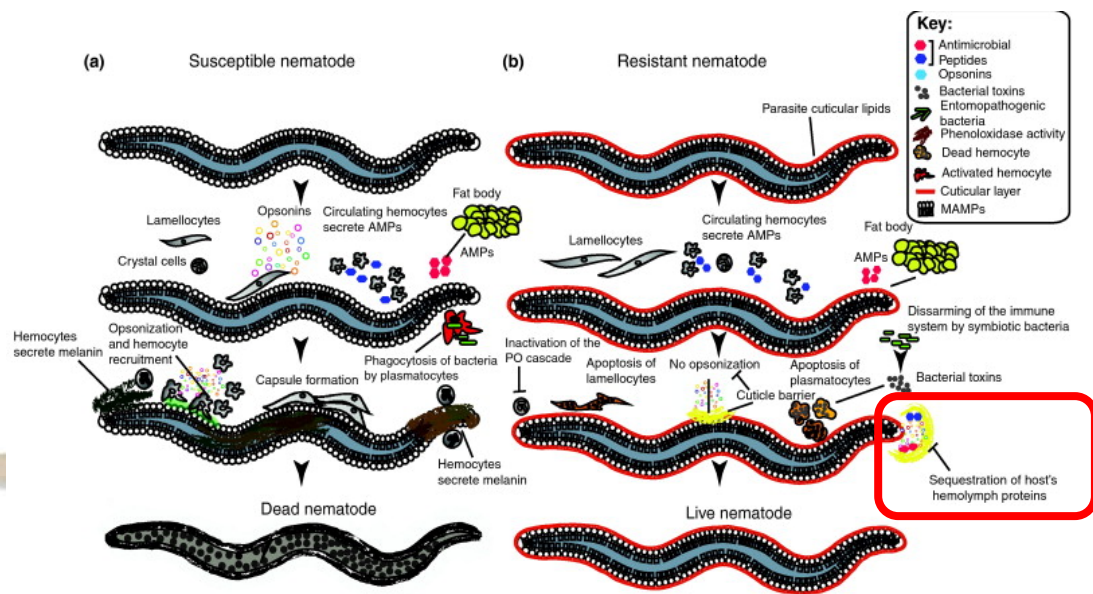 (a)
Susceptible nematode
Lamellocytes
Opsonins
Circulating hemocytes
secrete AMPs
Fat body
Crystal cells
AMPs
Hemocytes
secrete melanin
Opsonization
and hemocyte
recruitment
Capsule formation
Phagocytosis of bacteria
by plasmatocytes
Hemocytes
secrete melanin
Dead nematode
(b)
Resistant nematode
Parasite cuticular lipids
Lamellocytes
Circulating hemocytes
secrete AMPs
Fat body
AMPs
Dissarming of the immune
system by symbiotic bacteria
Inactivation of the
PO cascade
Apoptosis of
lamellocytes
No opsonization
Cuticle barrier
Apoptosis of
plasmatocytes
Bacterial toxins
Sequestration of host's
hemolymph proteins
Live nematode
Key:
Antimicrobial
Peptides
Opsonins
Bacterial toxins
Entomopathogenic
bacteria
Phenoloxidase activity
Dead hemocyte
Activated hemocyte
Cuticular layer
MAMPs